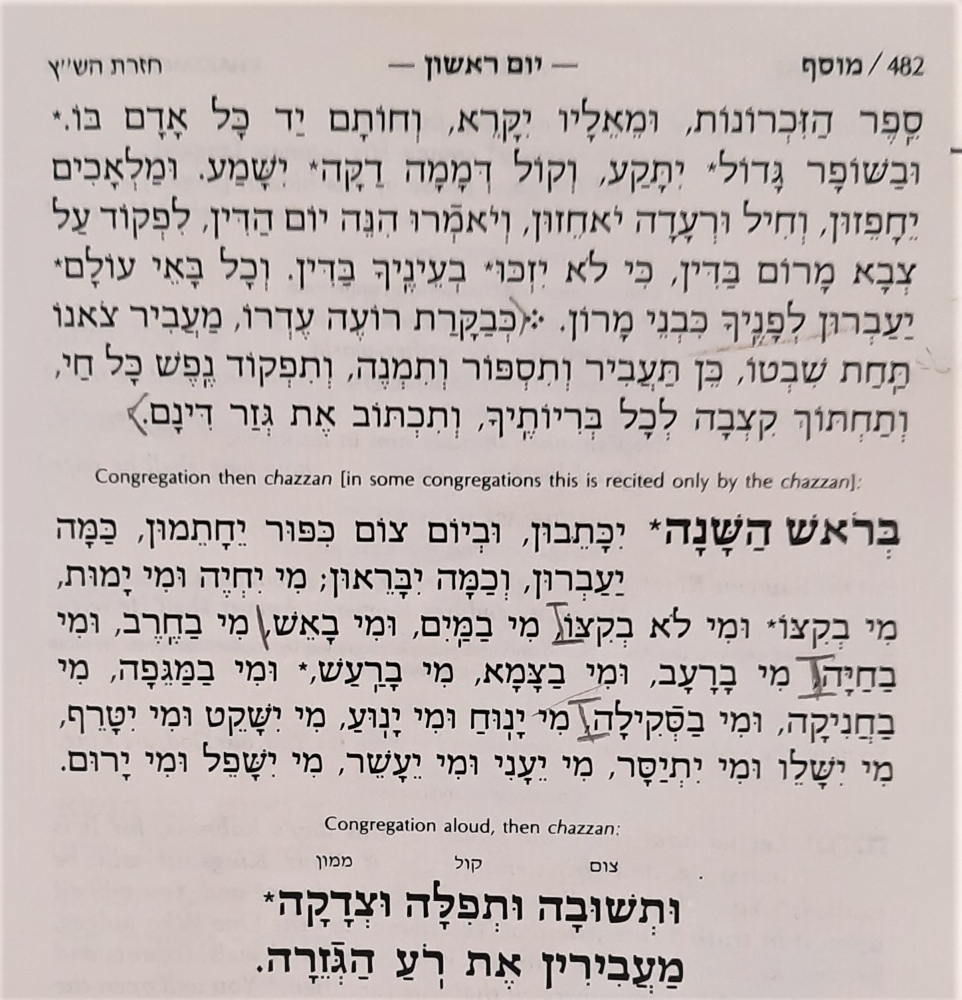 482 / מוסף — יום ראשון — חזרת הש״ץ
סֵפֶר הַזִּכְרוֹנוֹת, וּמֵאֵלָיו יִקָּרֵא, וְחוֹתָם יַד כָּל אָדָם בּוֹ.*
וּבַשּׁוֹפָר גָּדוֹל* יִתָּקַע, וְקוֹל דְּמָמָה דַקָּה* יִשָּׁמַע. וּמַלְאָכִים
יֵחָפֵזוּן, וְחִיל וּרְעָדָה יֹאחֵזוּן, וְיֹאמְרוּ הִנֵּה יוֹם הַדִּין, לִפְקוֹד עַל
צְבָא מָרוֹם בַּדִּין, כִּי לֹא יִזְכּוּ* בְעֵינֶיךָ בַּדִּין. וְכָל בָּאֵי עוֹלָם*
יַעַבְרוּן לְפָנֶיךָ כִּבְנֵי מָרוֹן. ❖ כְּבַקָּרַת רוֹעֶה עֶדְרוֹ, מַעֲבִיר צֹאנוֹ
תַּחַת שִׁבְטוֹ, כֵּן תַּעֲבִיר וְתִסְפּוֹר וְתִמְנֶה, וְתִפְקוֹד נֶפֶשׁ כָּל חַי,
וְתַחְתּוֹךְ קִצְבָה לְכָל בְּרִיּוֹתֶיךָ, וְתִכְתּוֹב אֶת גְּזַר דִּינָם.
Congregation then chazzan [in some congregations this is recited only by the chazzan]:
בְּרֹאשׁ הַשָּׁנָה* יִכָּתֵבוּן, וּבְיוֹם צוֹם כִּפּוּר יֵחָתֵמוּן, כַּמָּה
יַעַבְרוּן, וְכַמָּה יִבָּרֵאוּן; מִי יִחְיֶה וּמִי יָמוּת,
מִי בְקִצּוֹ* וּמִי לֹא בְקִצּוֹ, מִי בַמַּיִם, וּמִי בָאֵשׁ, מִי בַחֶרֶב, וּמִי
בַחַיָּה, מִי בָרָעָב, וּמִי בַצָּמָא, מִי בָרַעַשׁ,* וּמִי בַמַּגֵּפָה, מִי
בַחֲנִיקָה, וּמִי בַסְּקִילָה, מִי יָנוּחַ וּמִי יָנוּעַ, מִי יִשָּׁקֵט וּמִי יִטָּרֵף,
מִי יִשָּׁלֵו וּמִי יִתְיַסָּר, מִי יֵעָנִי וּמִי יֵעָשֵׁר, מִי יִשָּׁפֵל וּמִי יָרוּם.
Congregation aloud, then chazzan:
צום קול ממון
וּתְשׁוּבָה וּתְפִלָּה וּצְדָקָה*
מַעֲבִירִין אֶת רֹעַ הַגְּזֵרָה.